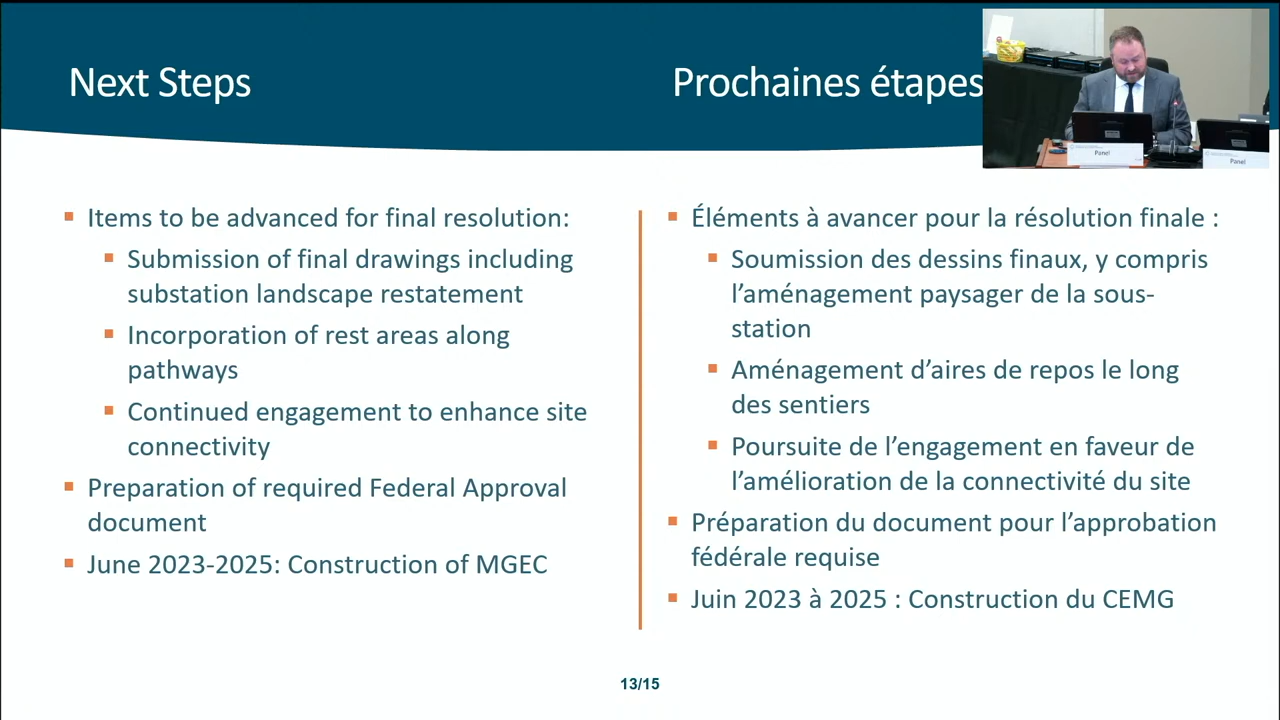 Next Steps
Prochaines étapes
Panel
Panel
Items to be advanced for final resolution:
Submission of final drawings including
substation landscape restatement
Incorporation of rest areas along
pathways
Continued engagement to enhance site
connectivity
Preparation of required Federal Approval
document
June 2023-2025: Construction of MGEC
Éléments à avancer pour la résolution finale :
Soumission des dessins finaux, y compris
l’aménagement paysager de la sous-
station
Aménagement d’aires de repos le long
des sentiers
Poursuite de l’engagement en faveur de
l’amélioration de la connectivité du site
Préparation du document pour l’approbation
fédérale requise
Juin 2023 à 2025 : Construction du CEMG
13/15